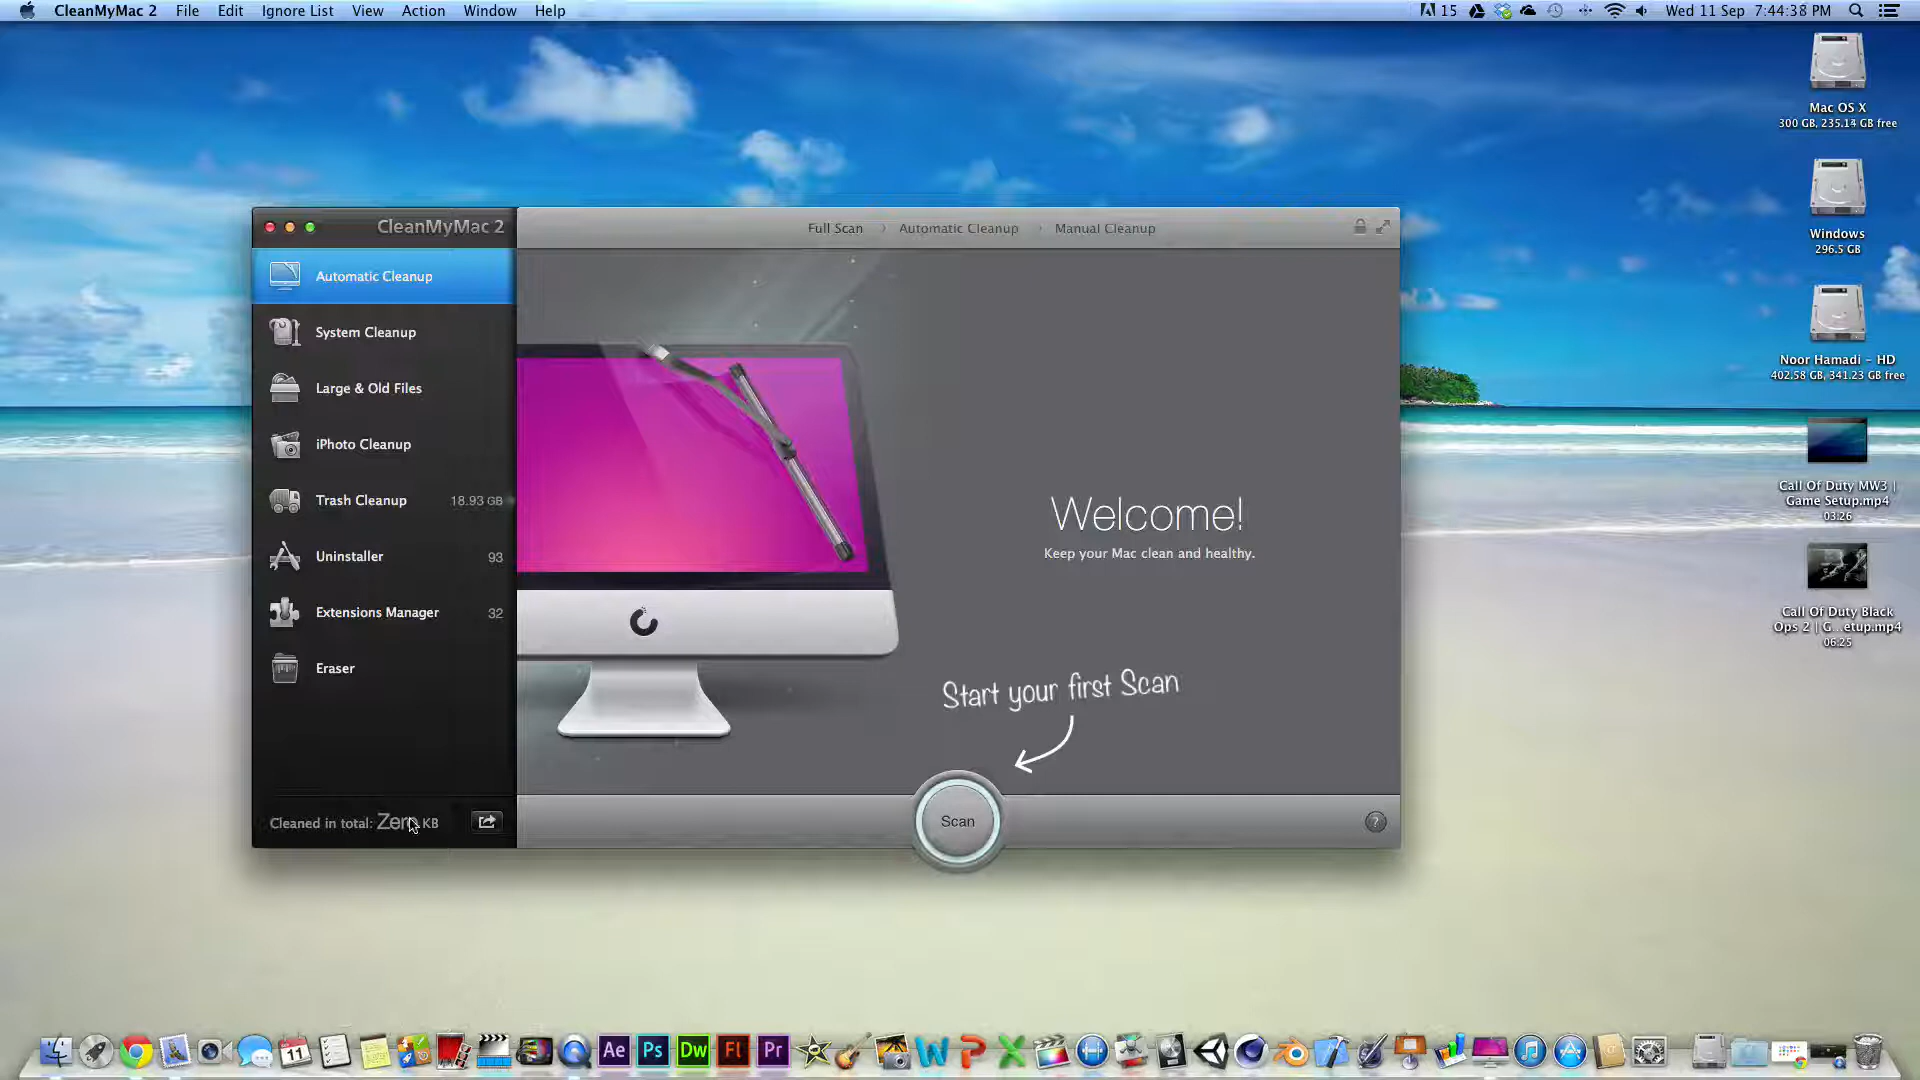 CleanMyMac 2 File Edit Ignore List View Action Window Help
15 Wed 11 Sep 7:44:38 PM
Mac OS X
300 GB, 235.14 GB free
Windows
296.5 GB
Noor Hamadi - HD
402.58 GB, 341.23 GB free
Call Of Duty MW3 |
Game Setup.mp4
03:26
Call Of Duty Black
Ops 2 | G...etup.mp4
06:25
CleanMyMac 2
Full Scan › Automatic Cleanup › Manual Cleanup
Automatic Cleanup
System Cleanup
Large & Old Files
iPhoto Cleanup
Trash Cleanup 18.93 GB
Uninstaller 93
Extensions Manager 32
Eraser
Cleaned in total: Zero KB
Welcome!
Keep your Mac clean and healthy.
Start your first Scan
Scan
?
11
Ae Ps Dw Fl Pr